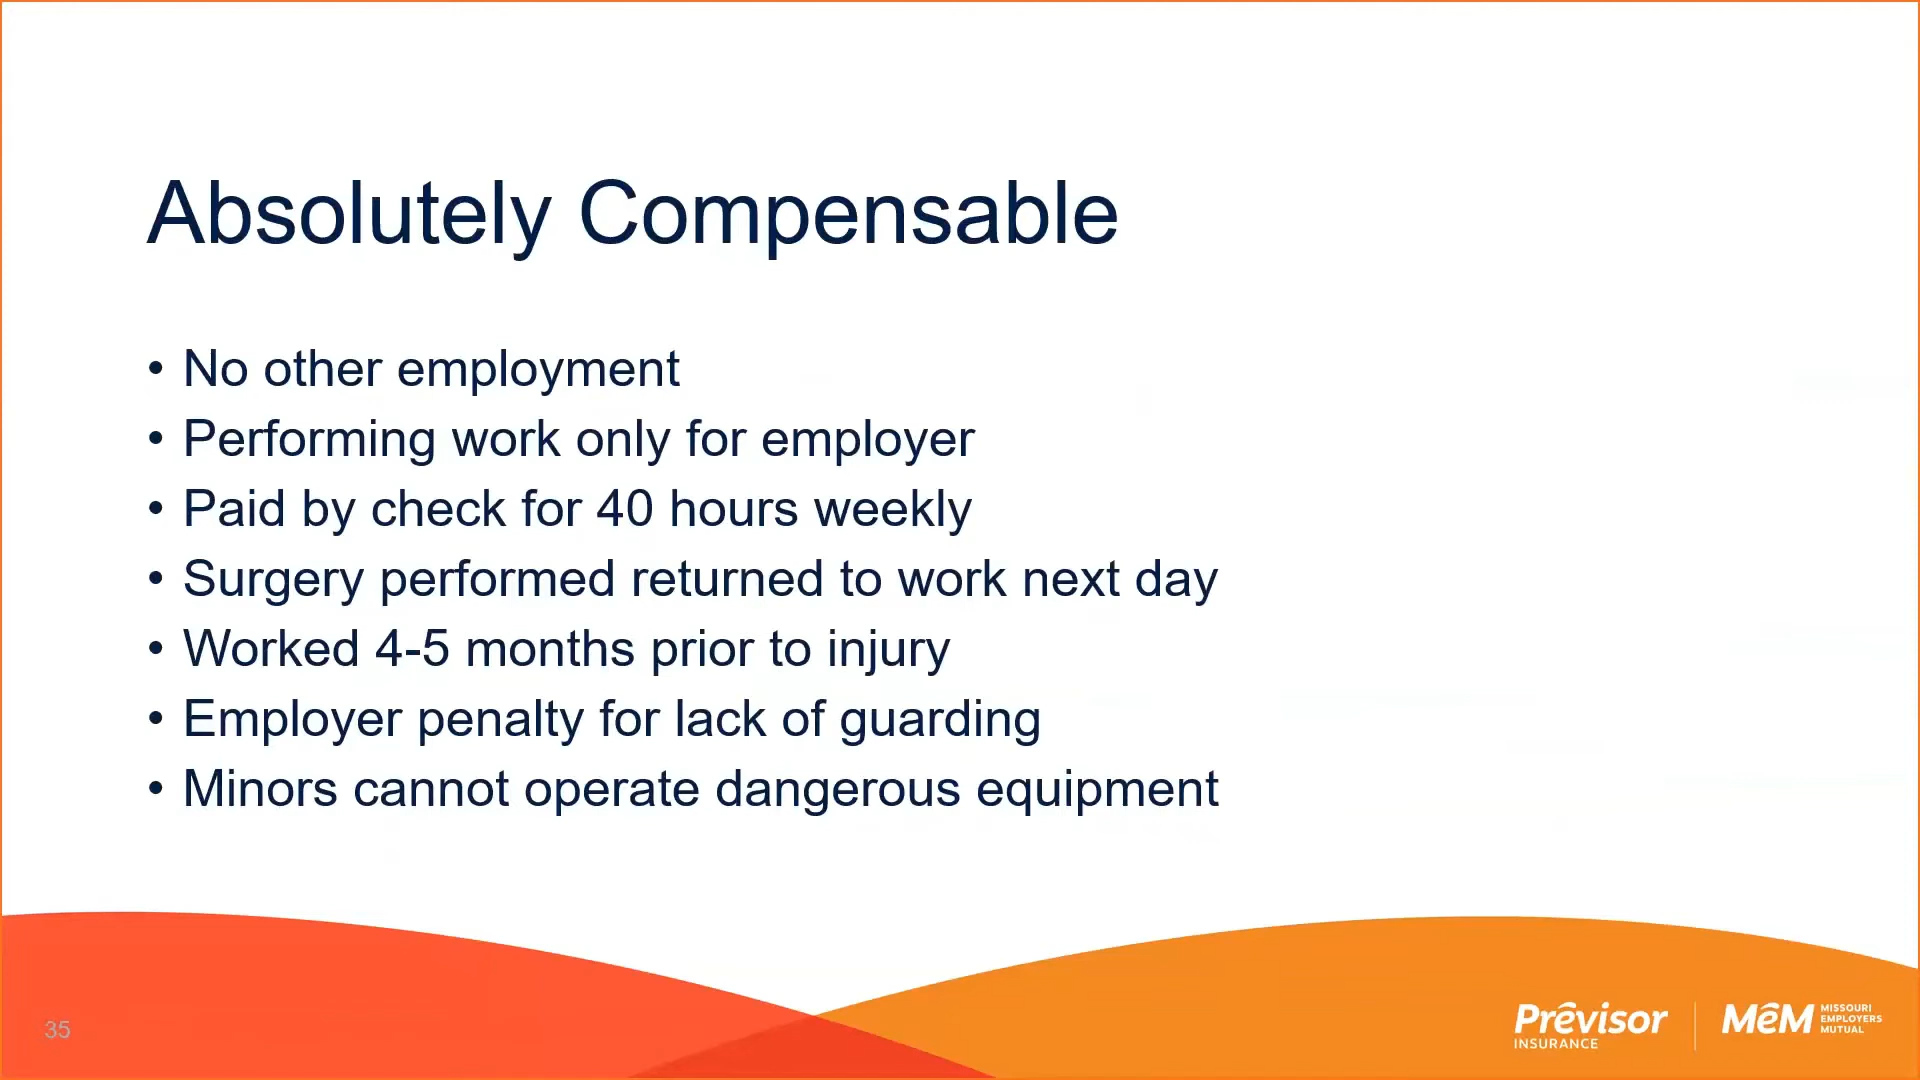 Absolutely Compensable
• No other employment
• Performing work only for employer
• Paid by check for 40 hours weekly
• Surgery performed returned to work next day
• Worked 4-5 months prior to injury
• Employer penalty for lack of guarding
• Minors cannot operate dangerous equipment
35
Prêvisor
INSURANCE
MêM
MISSOURI
EMPLOYERS
MUTUAL